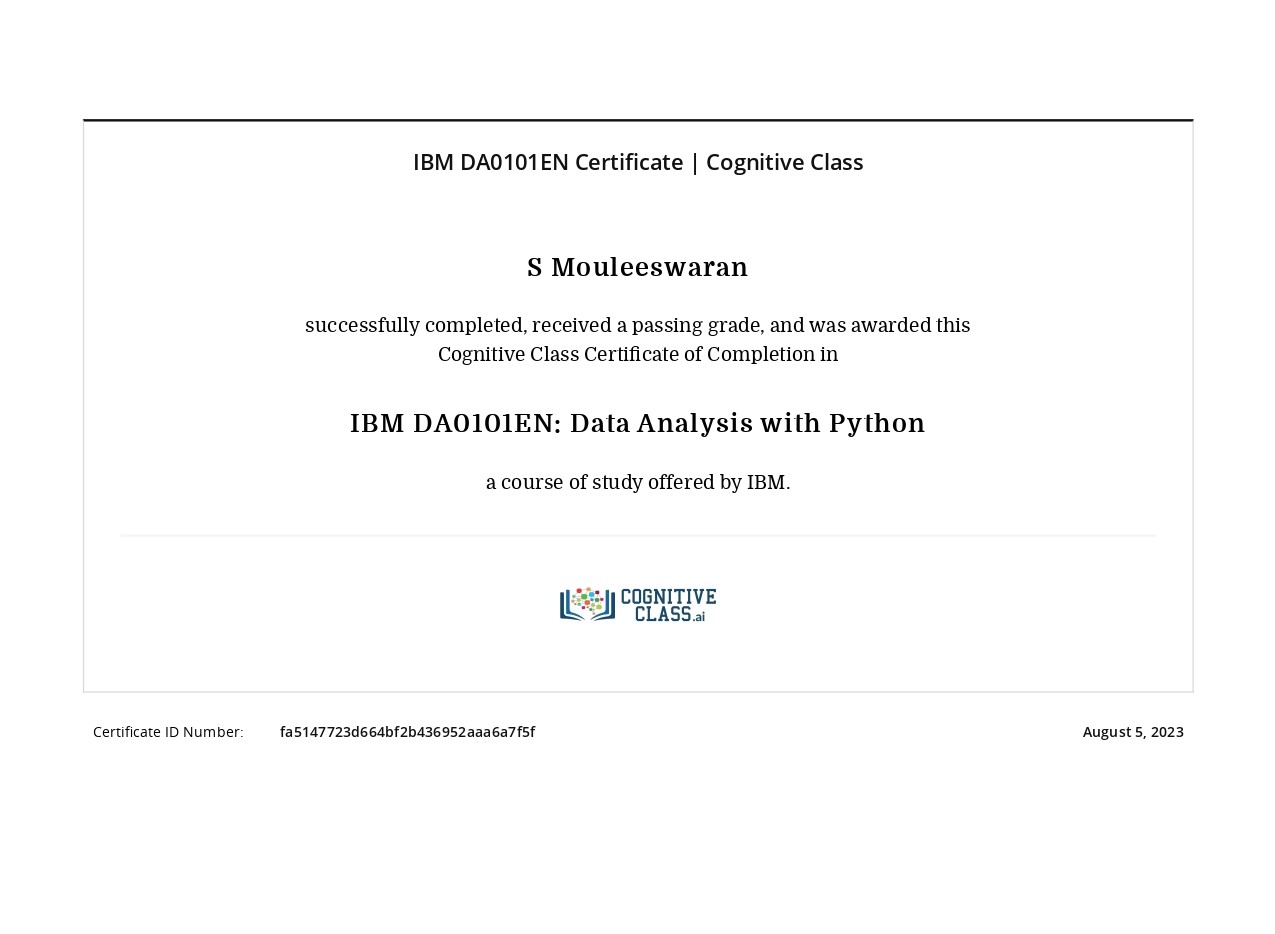 IBM DA0101EN Certificate | Cognitive Class
S Mouleeswaran
successfully completed, received a passing grade, and was awarded this
Cognitive Class Certificate of Completion in
IBM DA0101EN: Data Analysis with Python
a course of study offered by IBM.
COGNITIVE
CLASS.ai
Certificate ID Number: fa5147723d664bf2b436952aaa6a7f5f August 5, 2023